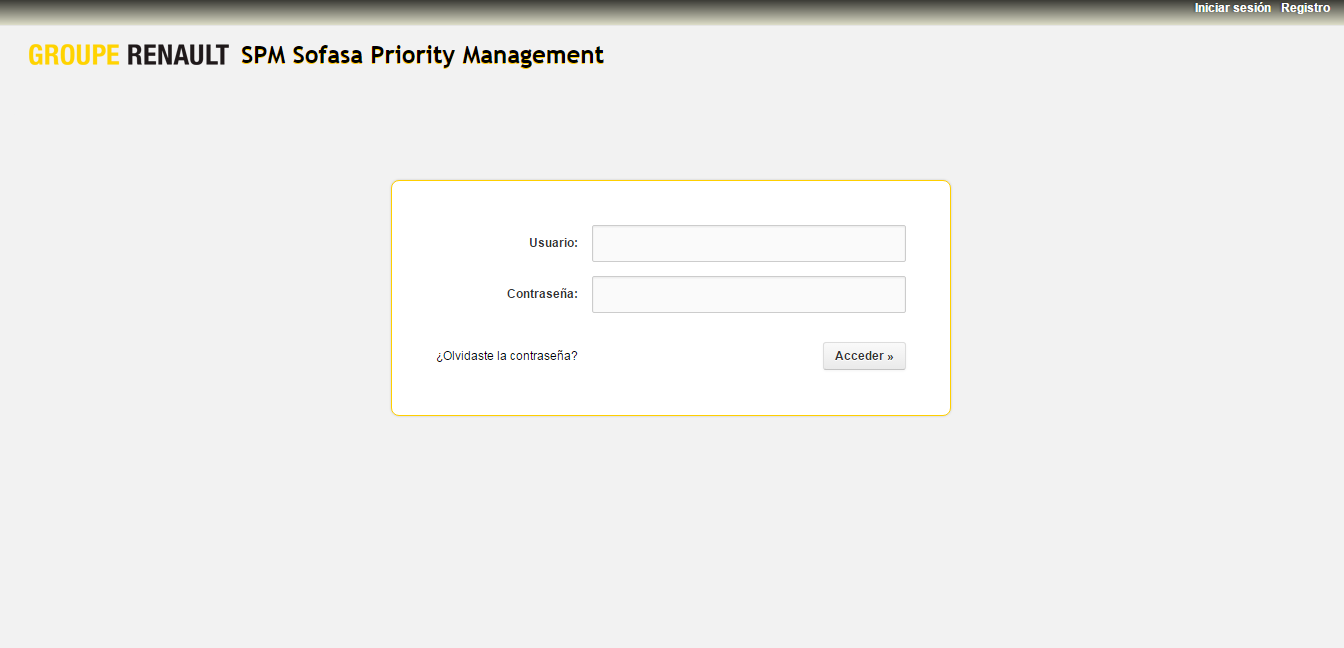 Iniciar sesión Registro
GROUPE RENAULT SPM Sofasa Priority Management
Usuario:
Contraseña:
¿Olvidaste la contraseña? Acceder »